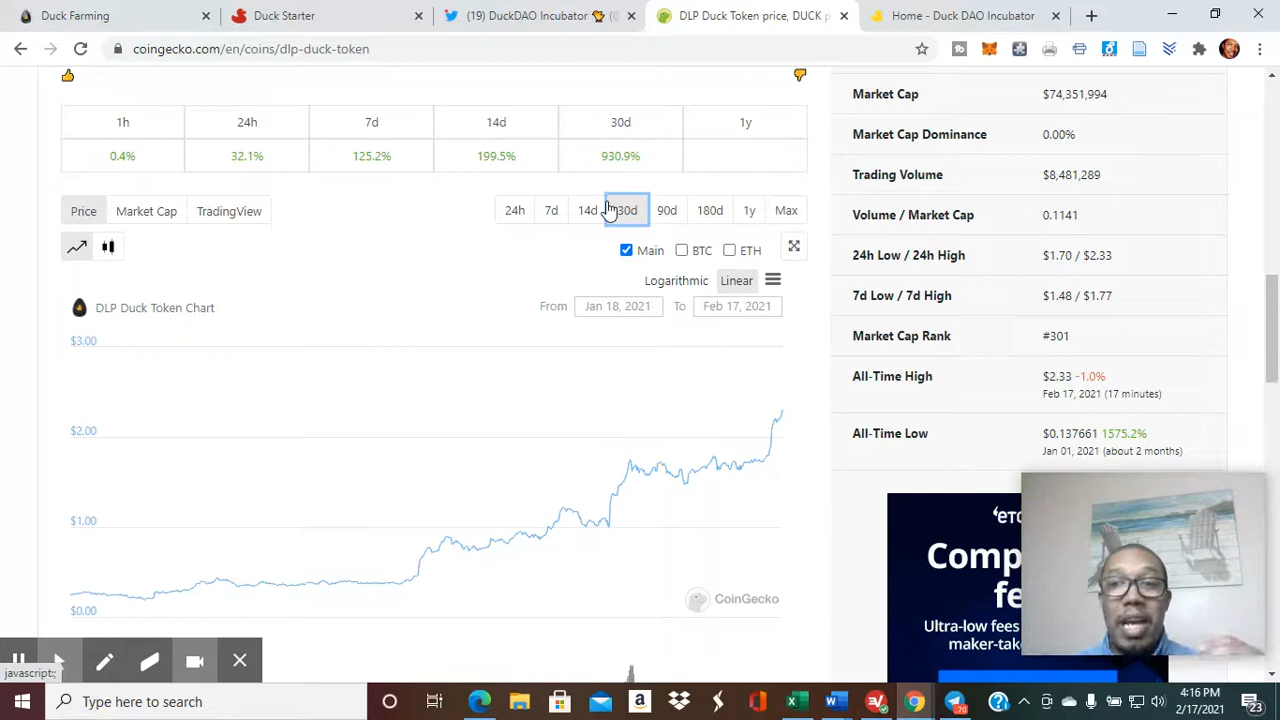 Duck Farming
Duck Starter
(19) DuckDAO Incubator
DLP Duck Token price, DUCK p
Home - Duck DAO Incubator
coingecko.com/en/coins/dlp-duck-token
1h 24h 7d 14d 30d 1y
0.4% 32.1% 125.2% 199.5% 930.9%
Price Market Cap TradingView
24h 7d 14d 30d 90d 180d 1y Max
Main BTC ETH
Logarithmic Linear
DLP Duck Token Chart
From Jan 18, 2021 To Feb 17, 2021
$3.00
$2.00
$1.00
$0.00
CoinGecko
Market Cap $74,351,994
Market Cap Dominance 0.00%
Trading Volume $8,481,289
Volume / Market Cap 0.1141
24h Low / 24h High $1.70 / $2.33
7d Low / 7d High $1.48 / $1.77
Market Cap Rank #301
All-Time High $2.33 -1.0%
Feb 17, 2021 (17 minutes)
All-Time Low $0.137661 1575.2%
Jan 01, 2021 (about 2 months)
Ultra-low fees
javascript:;
Type here to search
70
4:16 PM
2/17/2021
23